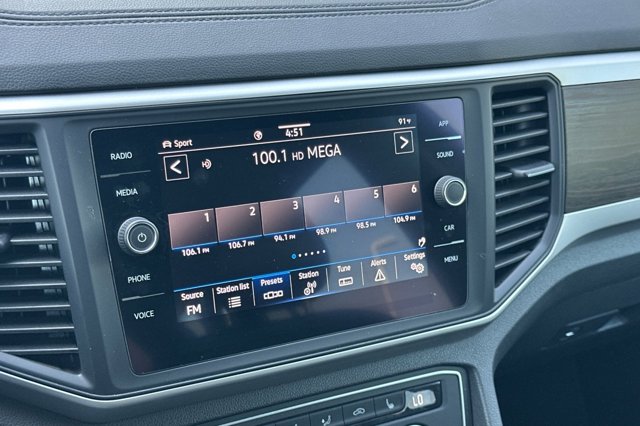 Sport 4:51 91°F
100.1 HD MEGA
1 2 3 4 5 6
106.1 FM 106.7 FM 94.1 FM 98.9 FM 98.5 FM 104.9 FM
Source Station list Presets Station Tune Alerts Settings
FM
RADIO
MEDIA
PHONE
VOICE
APP
SOUND
CAR
MENU
LO